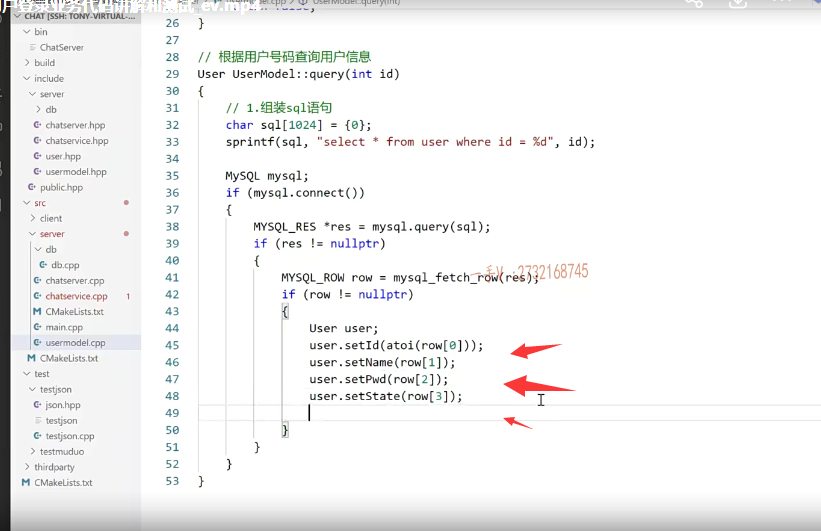 CHAT [SSH: TONY-VIRTUAL-...
bin
ChatServer
build
include
server
db
chatserver.hpp
chatservice.hpp
user.hpp
usermodel.hpp
public.hpp
src
client
server
db
db.cpp
chatserver.cpp
chatservice.cpp 1
CMakeLists.txt
main.cpp
usermodel.cpp
CMakeLists.txt
test
testjson
json.hpp
testjson
testjson.cpp
testmuduo
thirdparty
CMakeLists.txt
UserModel::query(int)
26 }
27
28 // 根据用户号码查询用户信息
29 User UserModel::query(int id)
30 {
31 // 1.组装sql语句
32 char sql[1024] = {0};
33 sprintf(sql, "select * from user where id = %d", id);
34
35 MySQL mysql;
36 if (mysql.connect())
37 {
38 MYSQL_RES *res = mysql.query(sql);
39 if (res != nullptr)
40 {
41 MYSQL_ROW row = mysql_fetch_row(res);
42 if (row != nullptr)
43 {
44 User user;
45 user.setId(atoi(row[0]));
46 user.setName(row[1]);
47 user.setPwd(row[2]);
48 user.setState(row[3]);
49
50 }
51 }
52 }
53 }
2732168745